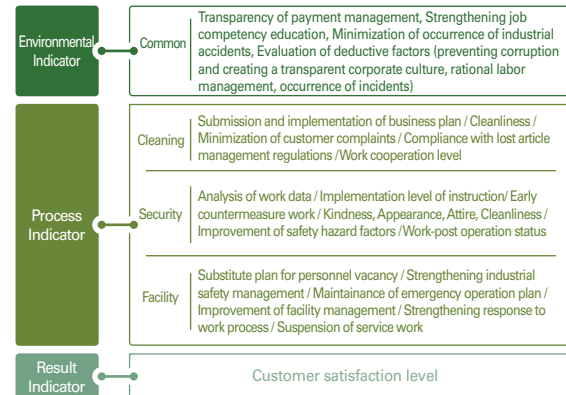 Environmental
Indicator
Common
Transparency of payment management, Strengthening job
competency education, Minimization of occurrence of industrial
accidents, Evaluation of deductive factors (preventing corruption
and creating a transparent corporate culture, rational labor
management, occurrence of incidents)
Process
Indicator
Cleaning
Submission and implementation of business plan / Cleanliness /
Minimization of customer complaints / Compliance with lost article
management regulations / Work cooperation level
Security
Analysis of work data / Implementation level of instruction/ Early
countermeasure work / Kindness, Appearance, Attire, Cleanliness /
Improvement of safety hazard factors / Work-post operation status
Facility
Substitute plan for personnel vacancy / Strengthening industrial
safety management / Maintainance of emergency operation plan /
Improvement of facility management / Strengthening response to
work process / Suspension of service work
Result
Indicator
Customer satisfaction level